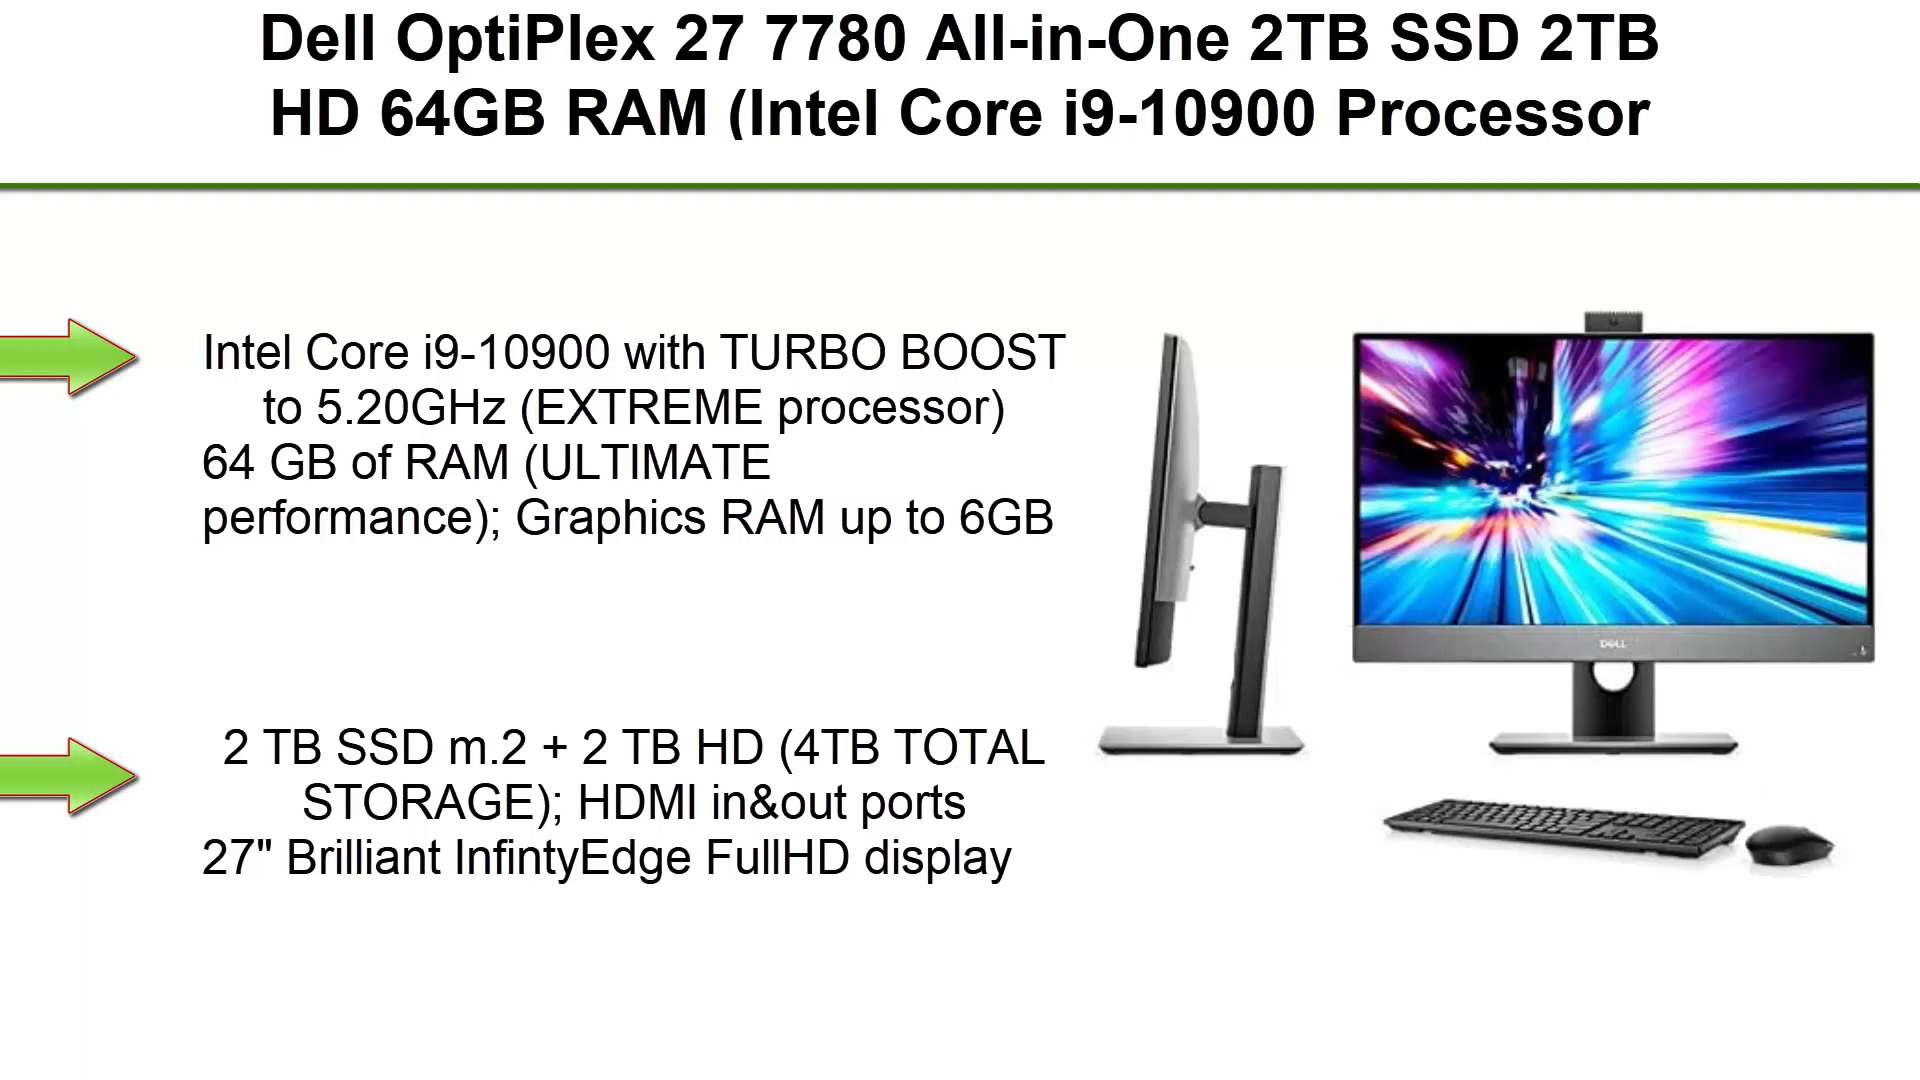 Dell OptiPlex 27 7780 All-in-One 2TB SSD 2TB
HD 64GB RAM (Intel Core i9-10900 Processor
Intel Core i9-10900 with TURBO BOOST
to 5.20GHz (EXTREME processor)
64 GB of RAM (ULTIMATE
performance); Graphics RAM up to 6GB
2 TB SSD m.2 + 2 TB HD (4TB TOTAL
STORAGE); HDMI in&out ports
27" Brilliant InfintyEdge FullHD display
DELL